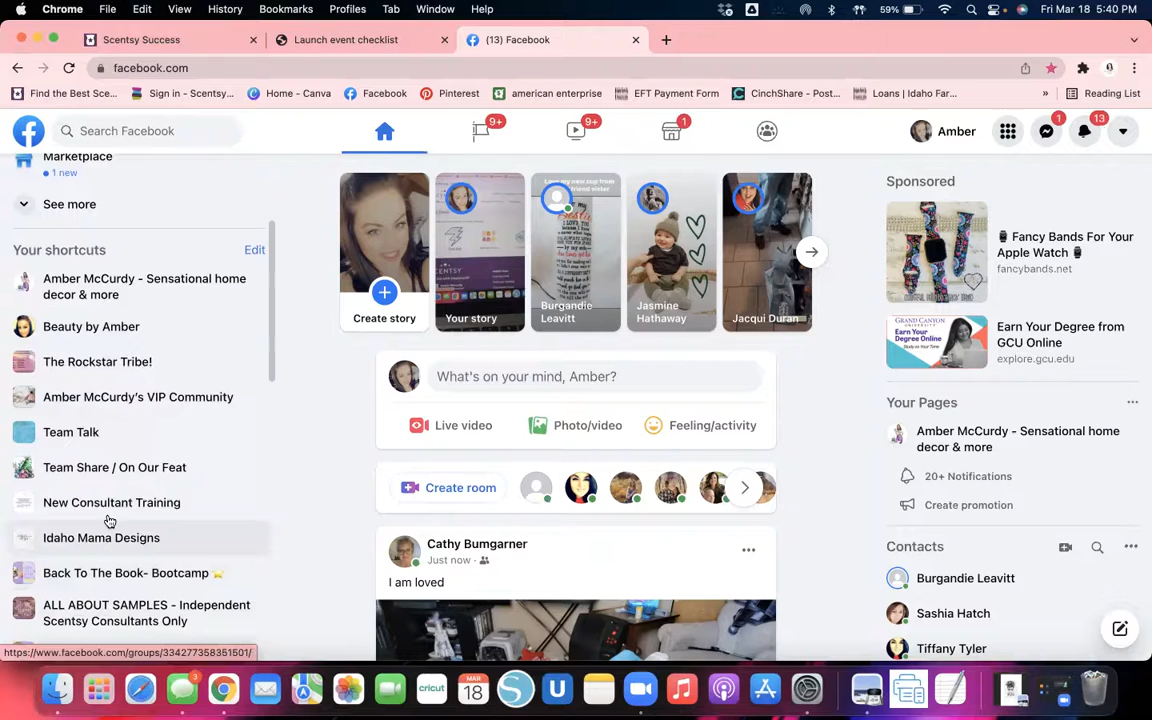 Chrome File Edit View History Bookmarks Profiles Tab Window Help 59% Fri Mar 18 5:40 PM
Scentsy Success Launch event checklist (13) Facebook
facebook.com
Find the Best Sce... Sign in - Scentsy... Home - Canva Facebook Pinterest american enterprise EFT Payment Form CinchShare - Post... Loans | Idaho Far... » Reading List
Search Facebook 9+ 9+ 1 Amber 1 13
Marketplace
1 new
See more
Your shortcuts Edit
Amber McCurdy - Sensational home
decor & more
Beauty by Amber
The Rockstar Tribe!
Amber McCurdy's VIP Community
Team Talk
Team Share / On Our Feat
New Consultant Training
Idaho Mama Designs
Back To The Book- Bootcamp ⭐
ALL ABOUT SAMPLES - Independent
Scentsy Consultants Only
https://www.facebook.com/groups/334277358351501/
Create story
Your story
Burgandie
Leavitt
Jasmine
Hathaway
Jacqui Duran
What's on your mind, Amber?
Live video Photo/video Feeling/activity
Create room
Cathy Bumgarner
Just now ·
I am loved
Sponsored
⌚ Fancy Bands For Your
Apple Watch ⌚
fancybands.net
GRAND CANYON
UNIVERSITY
Earn Your Degree from
GCU Online
explore.gcu.edu
Your Pages
Amber McCurdy - Sensational home
decor & more
20+ Notifications
Create promotion
Contacts
Burgandie Leavitt
Sashia Hatch
Tiffany Tyler
3 cricut MAR 18 U